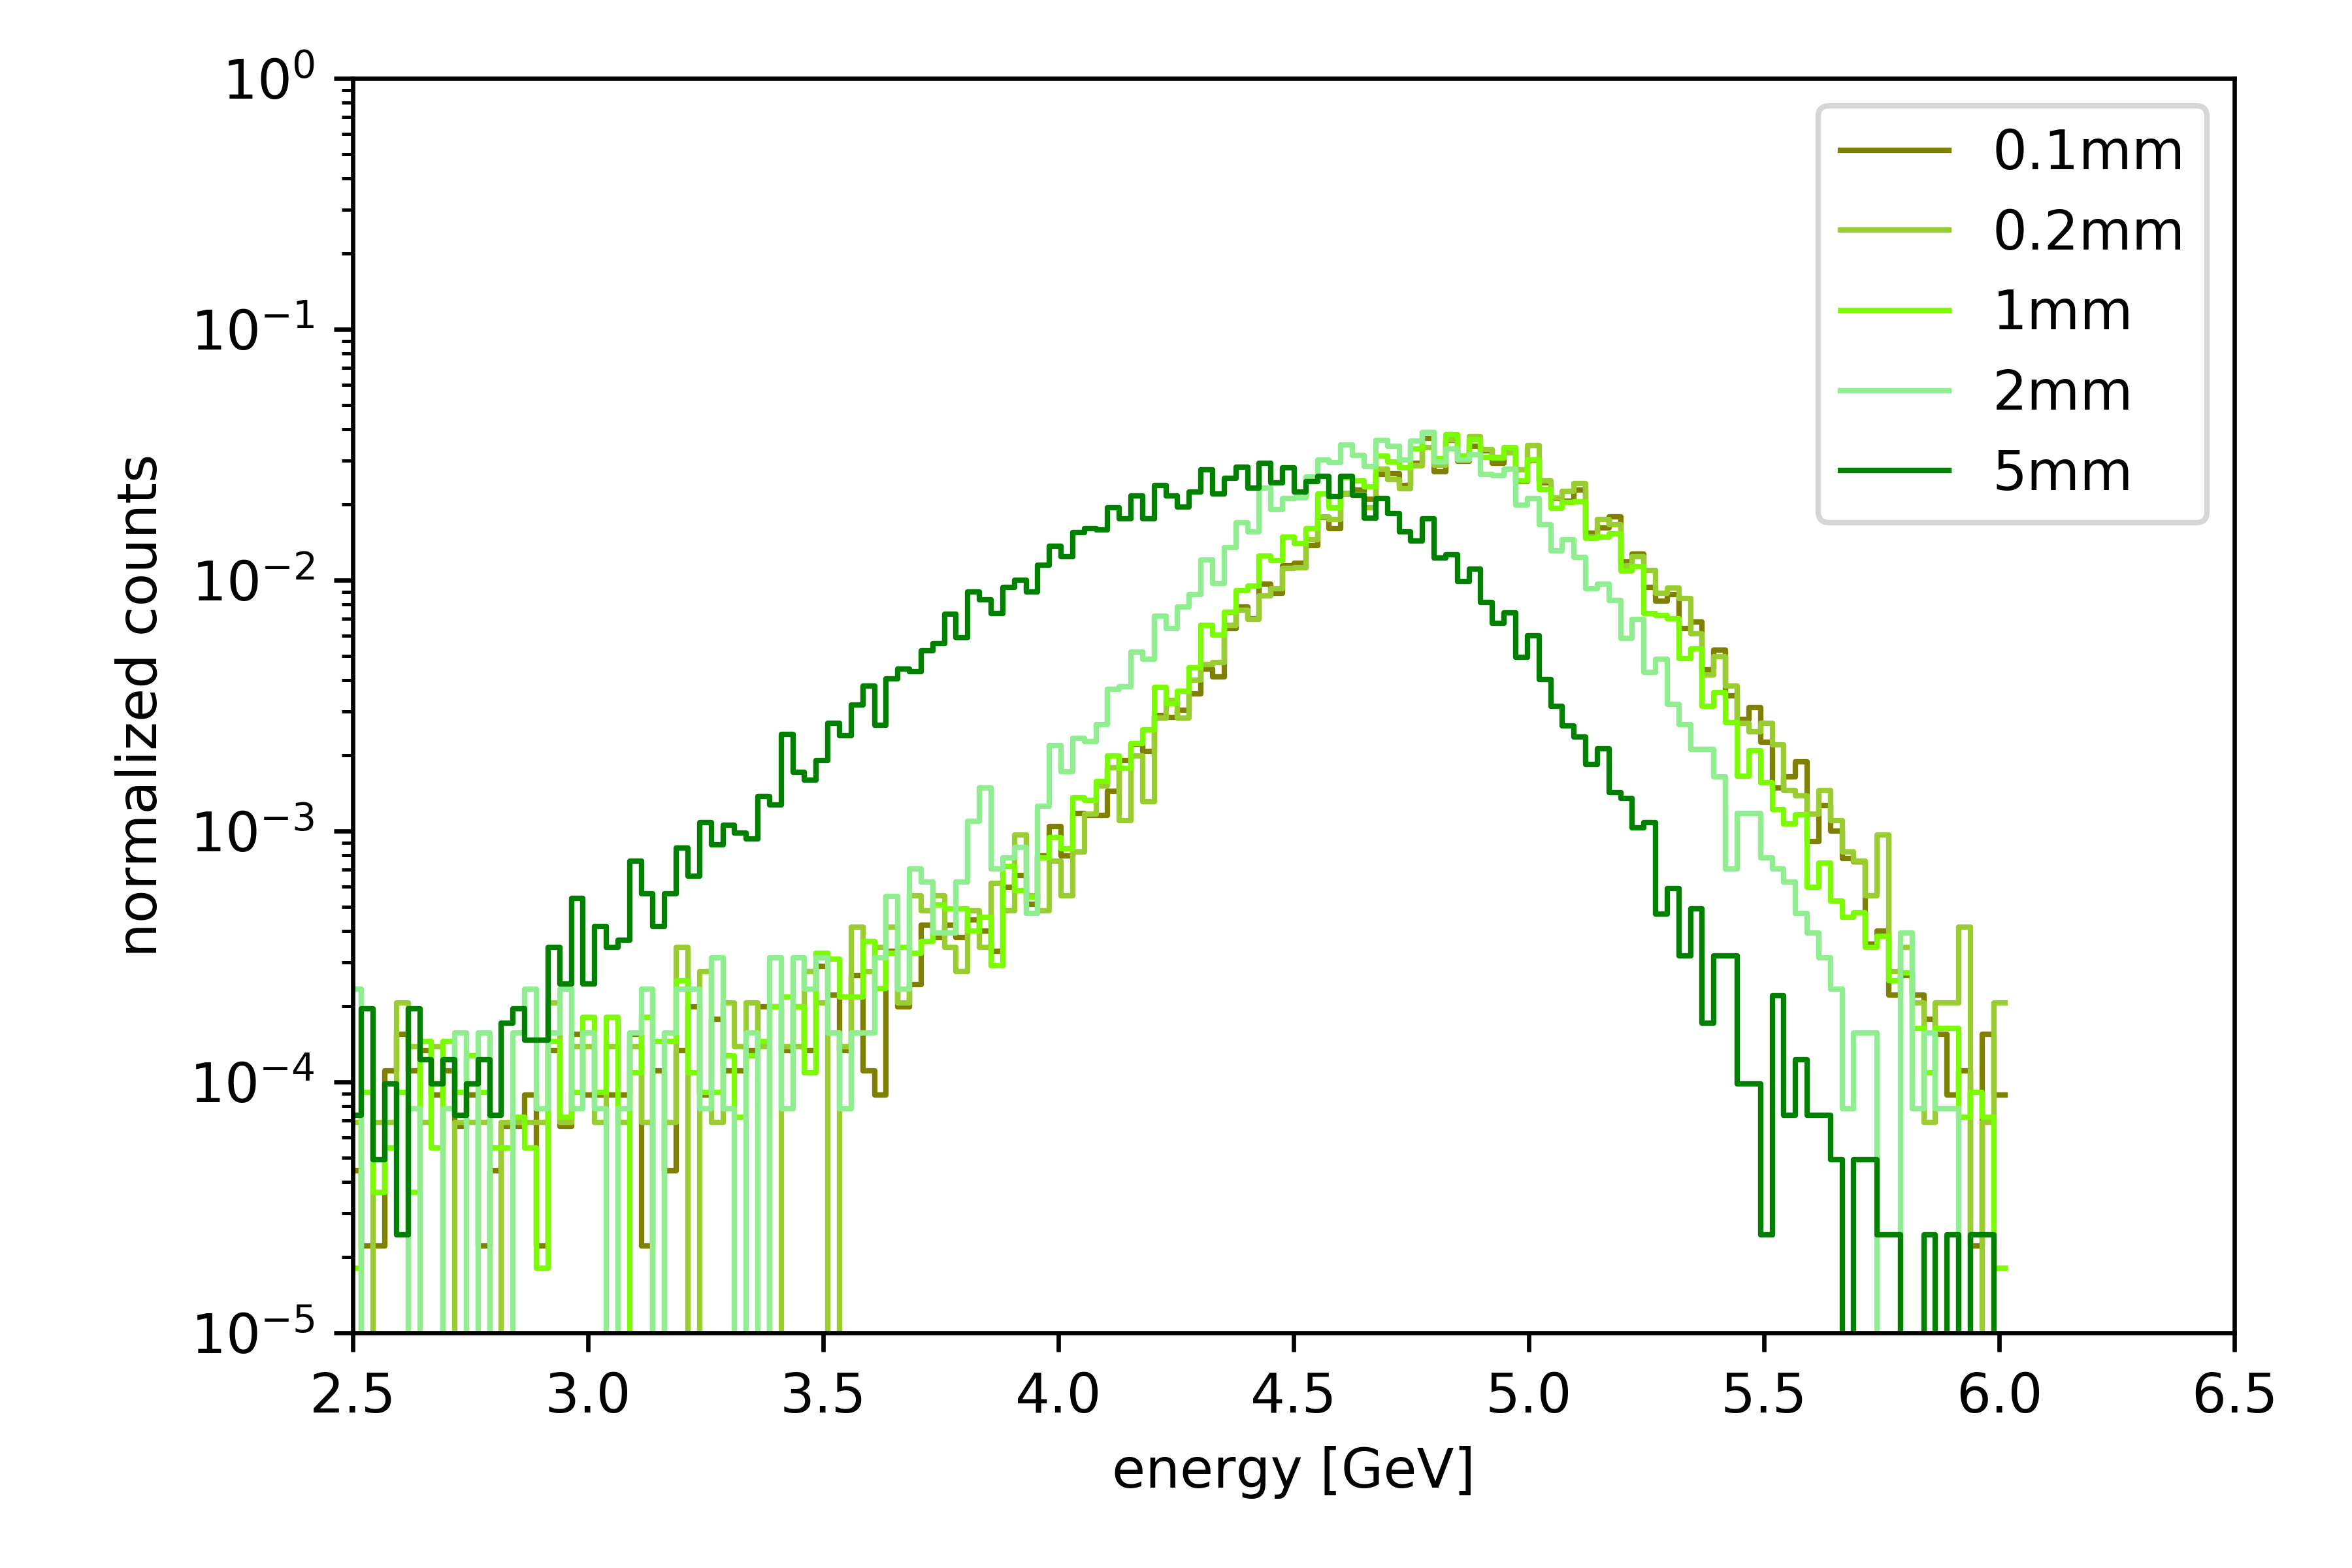 10⁰
10⁻¹
10⁻²
10⁻³
10⁻⁴
10⁻⁵
normalized counts
0.1mm
0.2mm
1mm
2mm
5mm
2.5 3.0 3.5 4.0 4.5 5.0 5.5 6.0 6.5
energy [GeV]